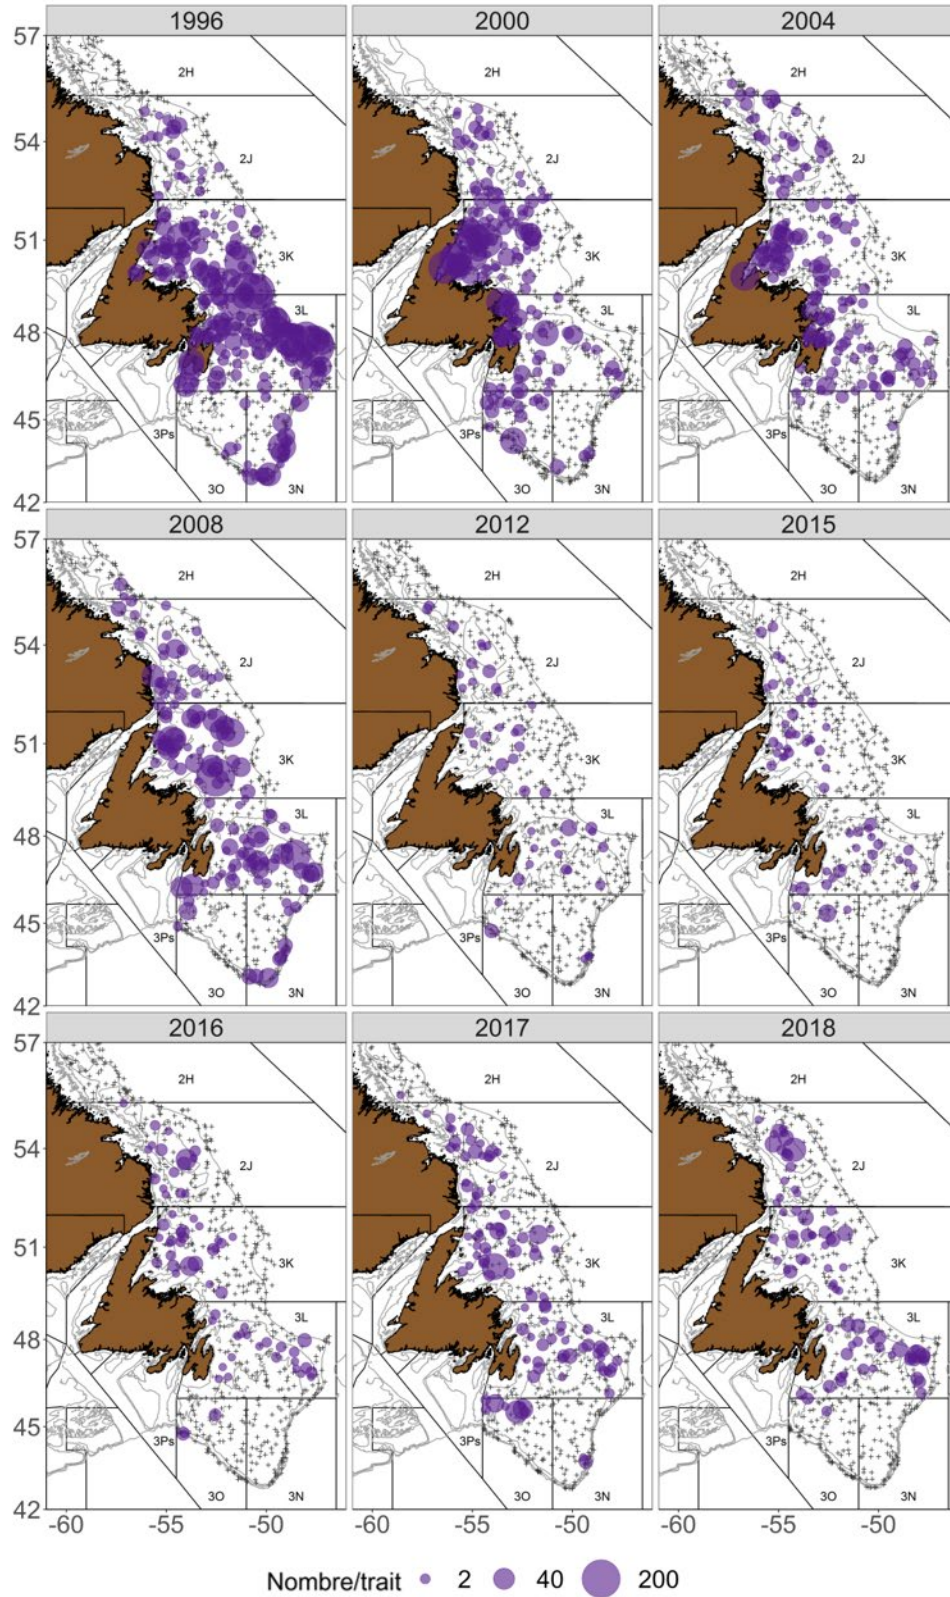 1996 2000 2004
57
2H 2H 2H
54
2J 2J 2J
51
3K 3K 3K
3L 3L 3L
48
45
3Ps 3Ps 3Ps
3O 3N 3O 3N 3O 3N
42
2008 2012 2015
57
2H 2H 2H
54
2J 2J 2J
51
3K 3K 3K
3L 3L 3L
48
45
3Ps 3Ps 3Ps
3O 3N 3O 3N 3O 3N
42
2016 2017 2018
57
2H 2H 2H
54
2J 2J 2J
51
3K 3K 3K
3L 3L 3L
48
45
3Ps 3Ps 3Ps
3O 3N 3O 3N 3O 3N
42
-60 -55 -50 -60 -55 -50 -60 -55 -50
Nombre/trait 2 40 200